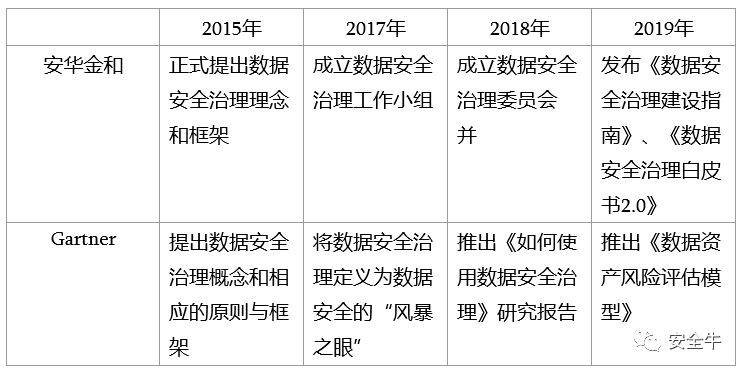 2015年
2017年
2018年
2019年
安华金和
正式提出数据
安全治理理念
和框架
成立数据安全
治理工作小组
成立数据安全
治理委员会
并
发布《数据安
全治理建设指
南》、《数据
安全治理白皮
书2.0》
Gartner
提出数据安全
治理概念和相
应的原则与框
架
将数据安全治
理定义为数据
安全的“风暴
之眼”
推出《如何使
用数据安全治
理》研究报告
推出《数据资
产风险评估模
型》
安全牛